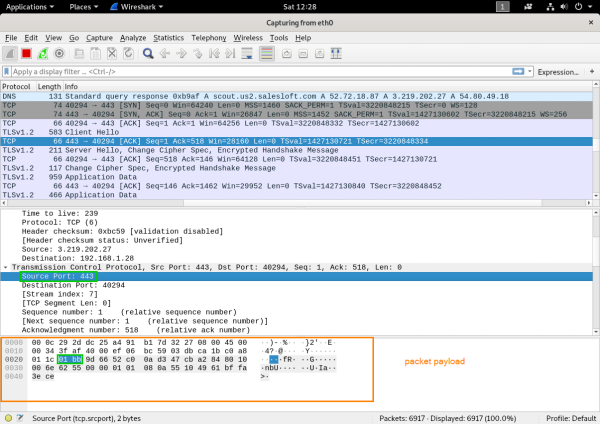 Applications Places Wireshark Sat 12:28 1
Capturing from eth0
File Edit View Go Capture Analyze Statistics Telephony Wireless Tools Help
Apply a display filter ... <Ctrl-/> Expression... +
Protocol Length Info
DNS 131 Standard query response 0xb9af A scout.us2.salesloft.com A 52.72.18.87 A 3.219.202.27 A 54.80.49.18
TCP 74 40294 → 443 [SYN] Seq=0 Win=64240 Len=0 MSS=1460 SACK_PERM=1 TSval=3220848215 TSecr=0 WS=128
TCP 74 443 → 40294 [SYN, ACK] Seq=0 Ack=1 Win=26847 Len=0 MSS=1452 SACK_PERM=1 TSval=1427130602 TSecr=3220848215 WS=256
TCP 66 40294 → 443 [ACK] Seq=1 Ack=1 Win=64256 Len=0 TSval=3220848332 TSecr=1427130602
TLSv1.2 583 Client Hello
TCP 66 443 → 40294 [ACK] Seq=1 Ack=518 Win=28160 Len=0 TSval=1427130721 TSecr=3220848334
TLSv1.2 211 Server Hello, Change Cipher Spec, Encrypted Handshake Message
TCP 66 40294 → 443 [ACK] Seq=518 Ack=146 Win=64128 Len=0 TSval=3220848451 TSecr=1427130721
TLSv1.2 117 Change Cipher Spec, Encrypted Handshake Message
TLSv1.2 959 Application Data
TCP 66 443 → 40294 [ACK] Seq=146 Ack=1462 Win=29952 Len=0 TSval=1427130840 TSecr=3220848452
TLSv1.2 466 Application Data
Time to live: 239
Protocol: TCP (6)
Header checksum: 0xbc59 [validation disabled]
[Header checksum status: Unverified]
Source: 3.219.202.27
Destination: 192.168.1.28
Transmission Control Protocol, Src Port: 443, Dst Port: 40294, Seq: 1, Ack: 518, Len: 0
Source Port: 443
Destination Port: 40294
[Stream index: 7]
[TCP Segment Len: 0]
Sequence number: 1 (relative sequence number)
[Next sequence number: 1 (relative sequence number)]
Acknowledgment number: 518 (relative ack number)
0000 00 0c 29 2d dc 25 a4 91 b1 7d 32 27 08 00 45 00 ··)-·%·· ·}2'··E·
0010 00 34 3f af 40 00 ef 06 bc 59 03 db ca 1b c0 a8 ·4?·@··· ·Y······
0020 01 1c 01 bb 9d 66 52 c0 0a d3 47 cb a2 84 80 10 ·····fR· ··G·····
0030 00 6e 62 55 00 00 01 01 08 0a 55 10 49 61 bf fa ·nbU···· ··U·Ia··
0040 3e ce >·
packet payload
Source Port (tcp.srcport), 2 bytes Packets: 6917 · Displayed: 6917 (100.0%) Profile: Default